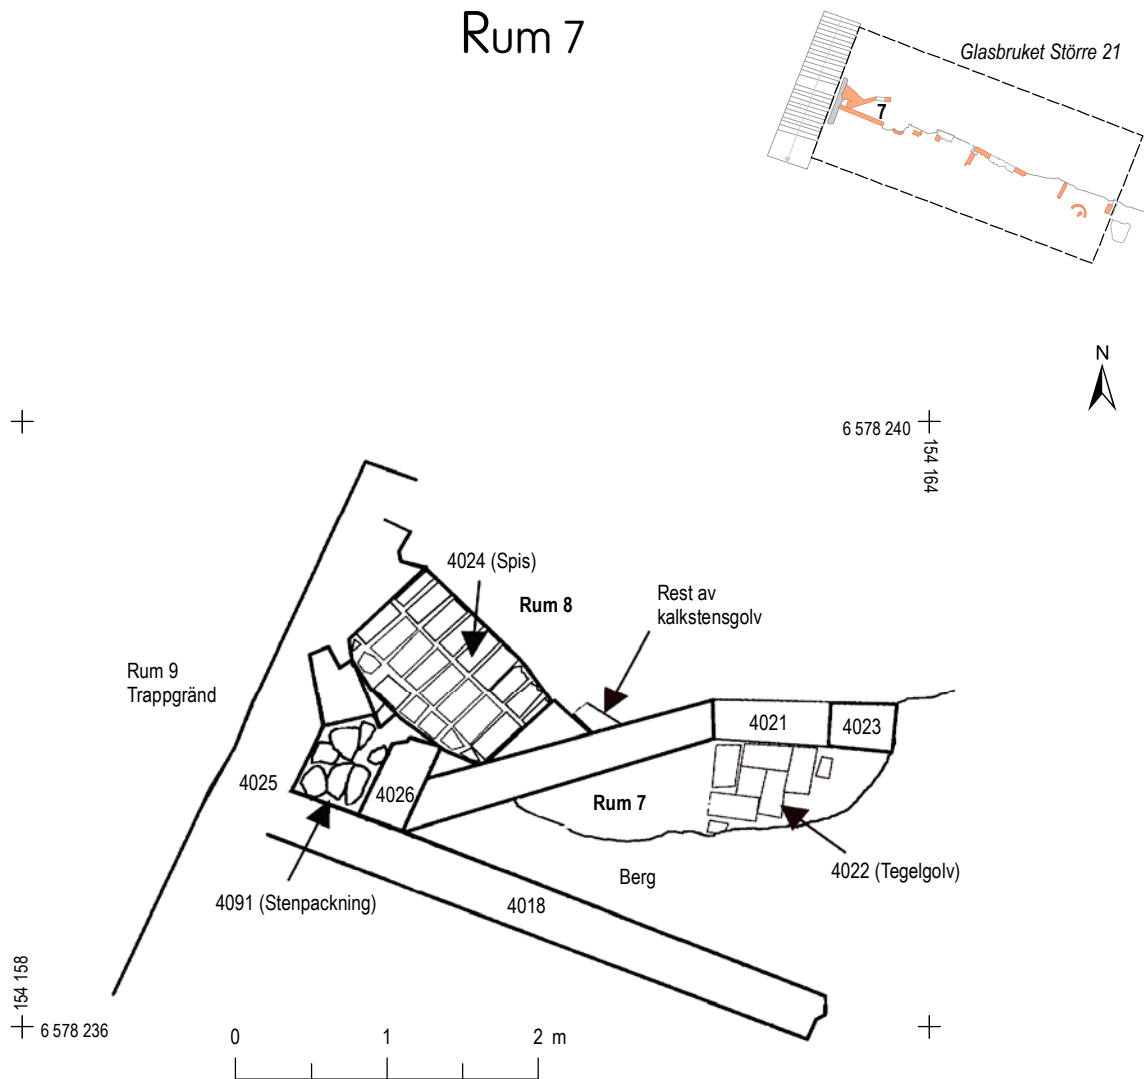 Rum 7
Glasbruket Större 21
7
N
6 578 240
154 164
4024 (Spis)
Rum 8
Rest av
kalkstensgolv
Rum 9
Trappgränd
4021
4023
4025
4026
Rum 7
4022 (Tegelgolv)
Berg
4091 (Stenpackning)
4018
154 158
6 578 236
0 1 2 m